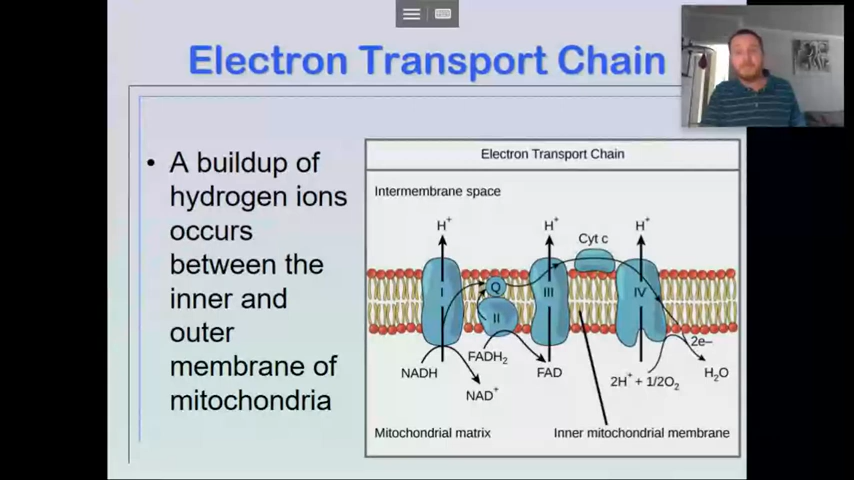 Electron Transport Chain
• A buildup of
hydrogen ions
occurs
between the
inner and
outer
membrane of
mitochondria
Electron Transport Chain
Intermembrane space
H⁺ H⁺ H⁺
Cyt c
I Q III IV
II
2e–
NADH FADH₂ FAD 2H⁺ + 1/2O₂ H₂O
NAD⁺
Mitochondrial matrix Inner mitochondrial membrane